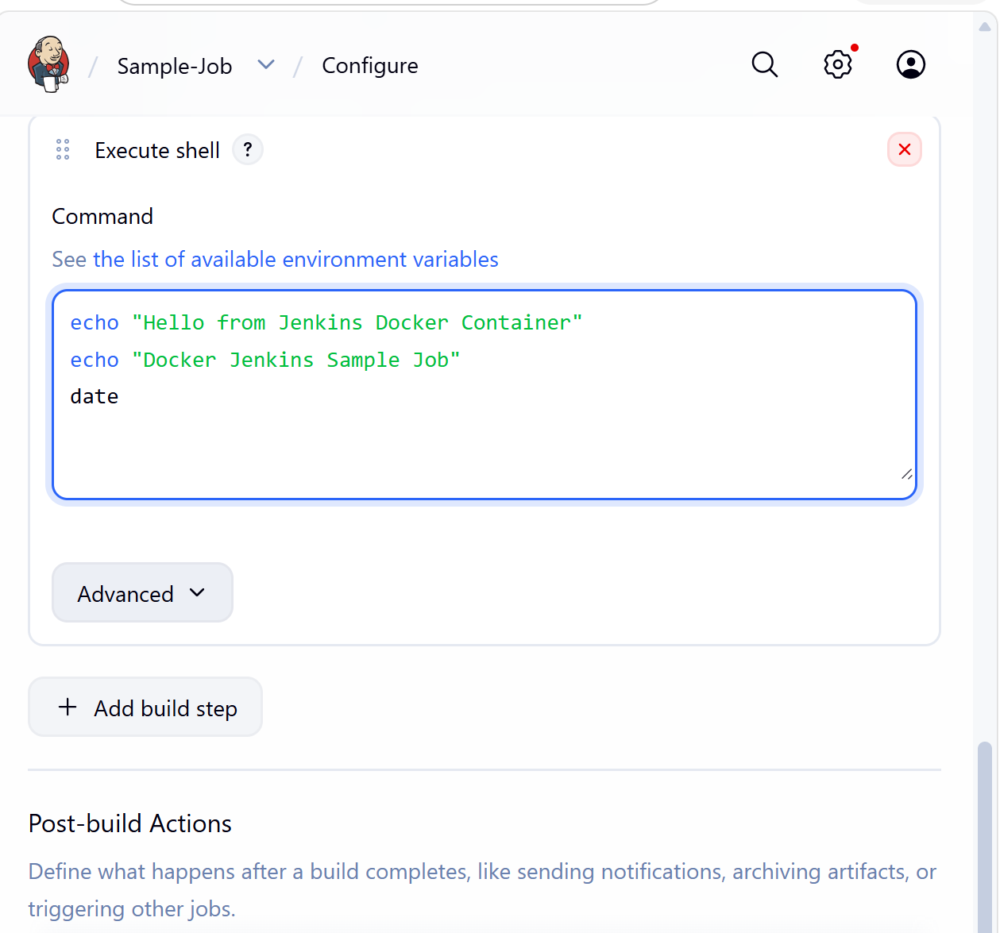 / Sample-Job / Configure
Execute shell ?
Command
See the list of available environment variables
echo "Hello from Jenkins Docker Container"
echo "Docker Jenkins Sample Job"
date
Advanced
+ Add build step
Post-build Actions
Define what happens after a build completes, like sending notifications, archiving artifacts, or
triggering other jobs.